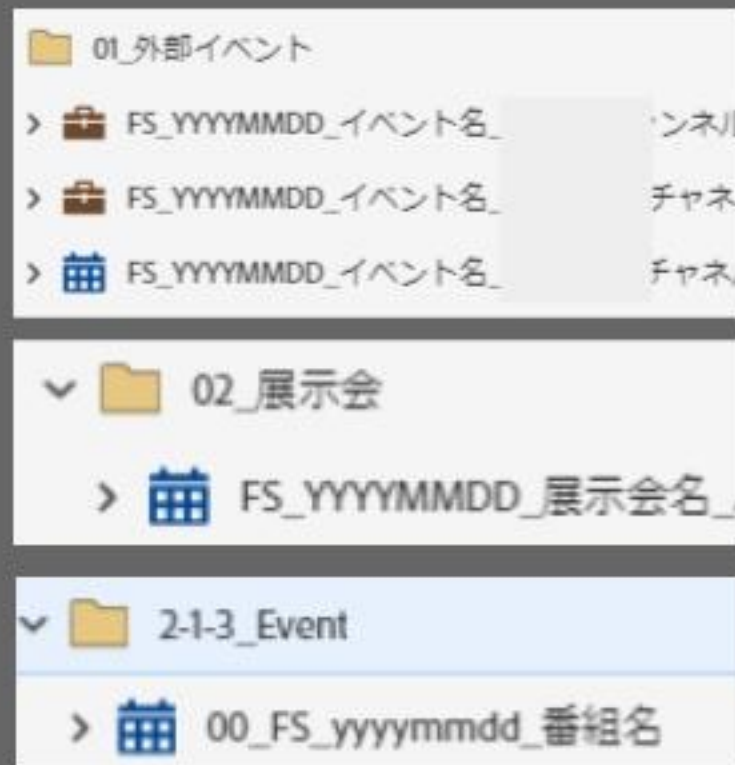 01_外部イベント
FS_YYYYMMDD_イベント名_ ンネル
FS_YYYYMMDD_イベント名_ チャネ
FS_YYYYMMDD_イベント名_ チャネル
02_展示会
FS_YYYYMMDD_展示会名_
2-1-3_Event
00_FS_yyyymmdd_番組名